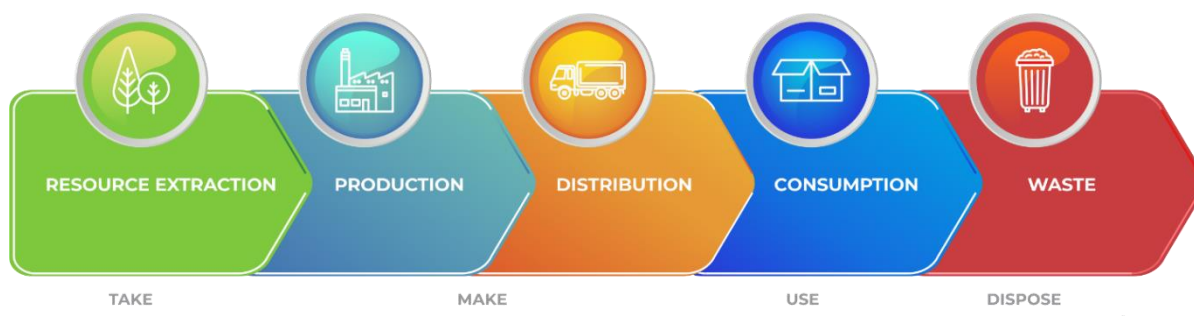 RESOURCE EXTRACTION
PRODUCTION
DISTRIBUTION
CONSUMPTION
WASTE
TAKE
MAKE
USE
DISPOSE